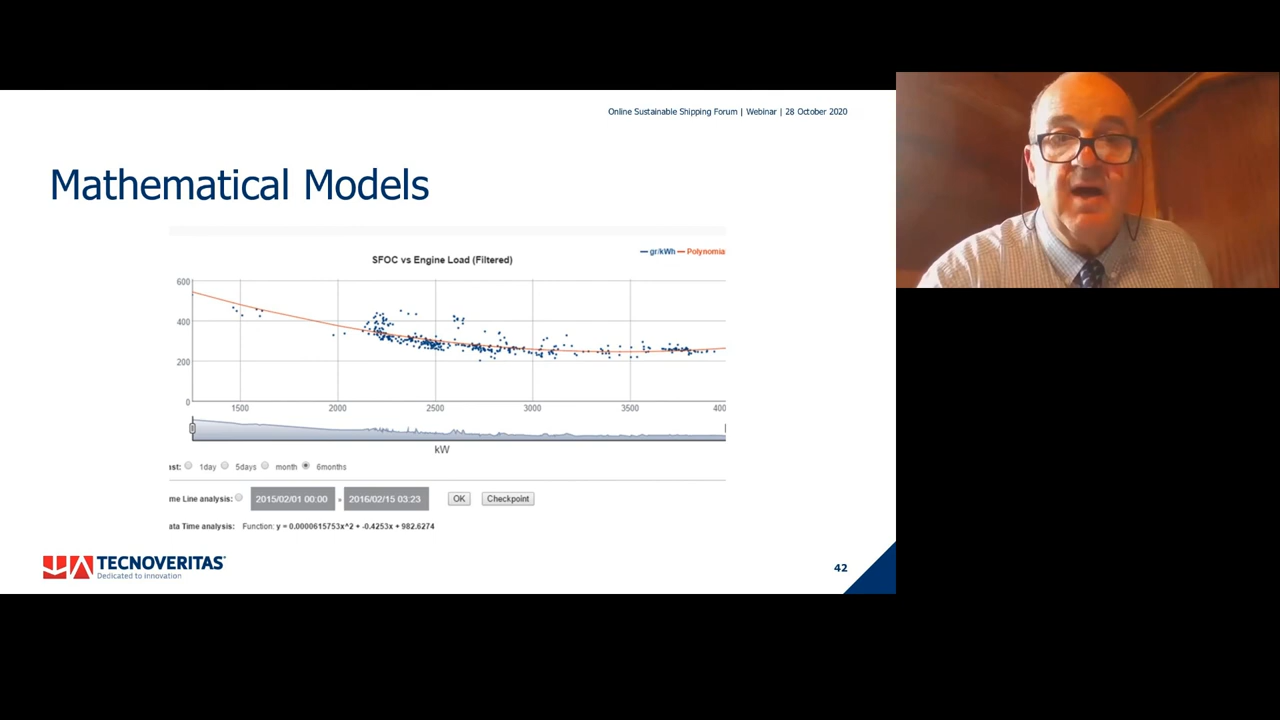 Online Sustainable Shipping Forum | Webinar | 28 October 2020
Mathematical Models
SFOC vs Engine Load (Filtered)
gr/kWh Polynomia
600
400
200
0
1500 2000 2500 3000 3500 400
kW
ast: 1day 5days month 6months
me Line analysis: 2015/02/01 00:00 2016/02/15 03:23 OK Checkpoint
ata Time analysis: Function: y = 0.0000615753x^2 + -0.4253x + 982.6274
TECNOVERITAS
Dedicated to Innovation
42